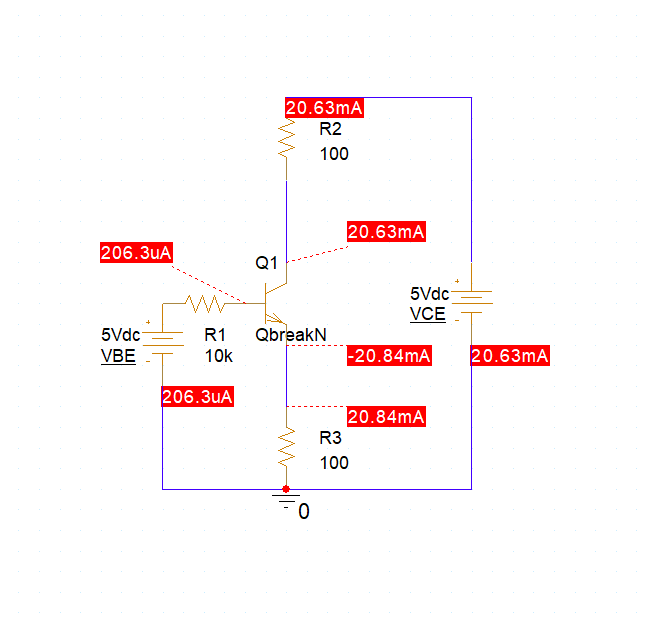 20.63mA
R2
100
20.63mA
206.3uA
Q1
+
5Vdc
VCE
-
+
5Vdc
VBE
-
R1
10k
QbreakN
-20.84mA
20.63mA
206.3uA
20.84mA
R3
100
0